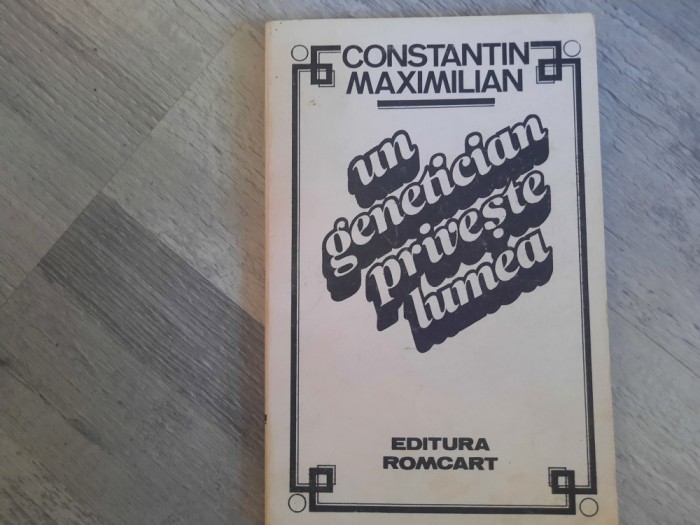 CONSTANTIN
MAXIMILIAN
un
genetician
privește
lumea
EDITURA
ROMCART